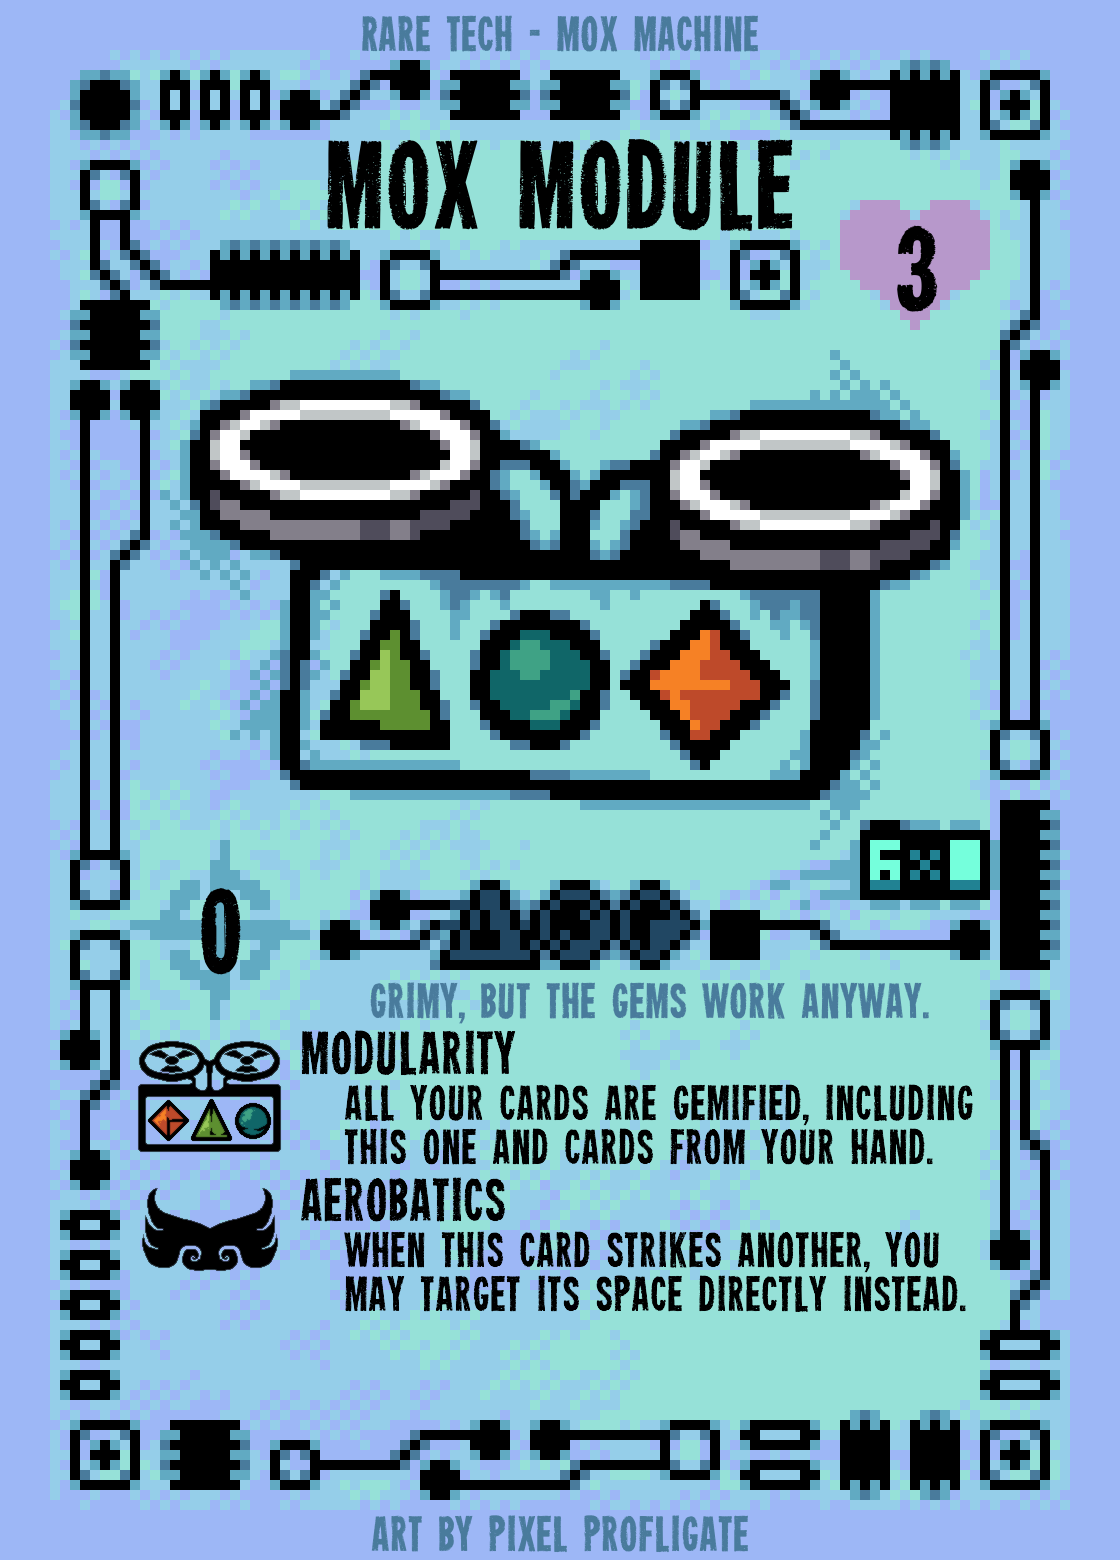 RARE TECH - MOX MACHINE
MOX MODULE
3
6×
0
GRIMY, BUT THE GEMS WORK ANYWAY.
MODULARITY
ALL YOUR CARDS ARE GEMIFIED, INCLUDING
THIS ONE AND CARDS FROM YOUR HAND.
AEROBATICS
WHEN THIS CARD STRIKES ANOTHER, YOU
MAY TARGET ITS SPACE DIRECTLY INSTEAD.
ART BY PIXEL PROFLIGATE